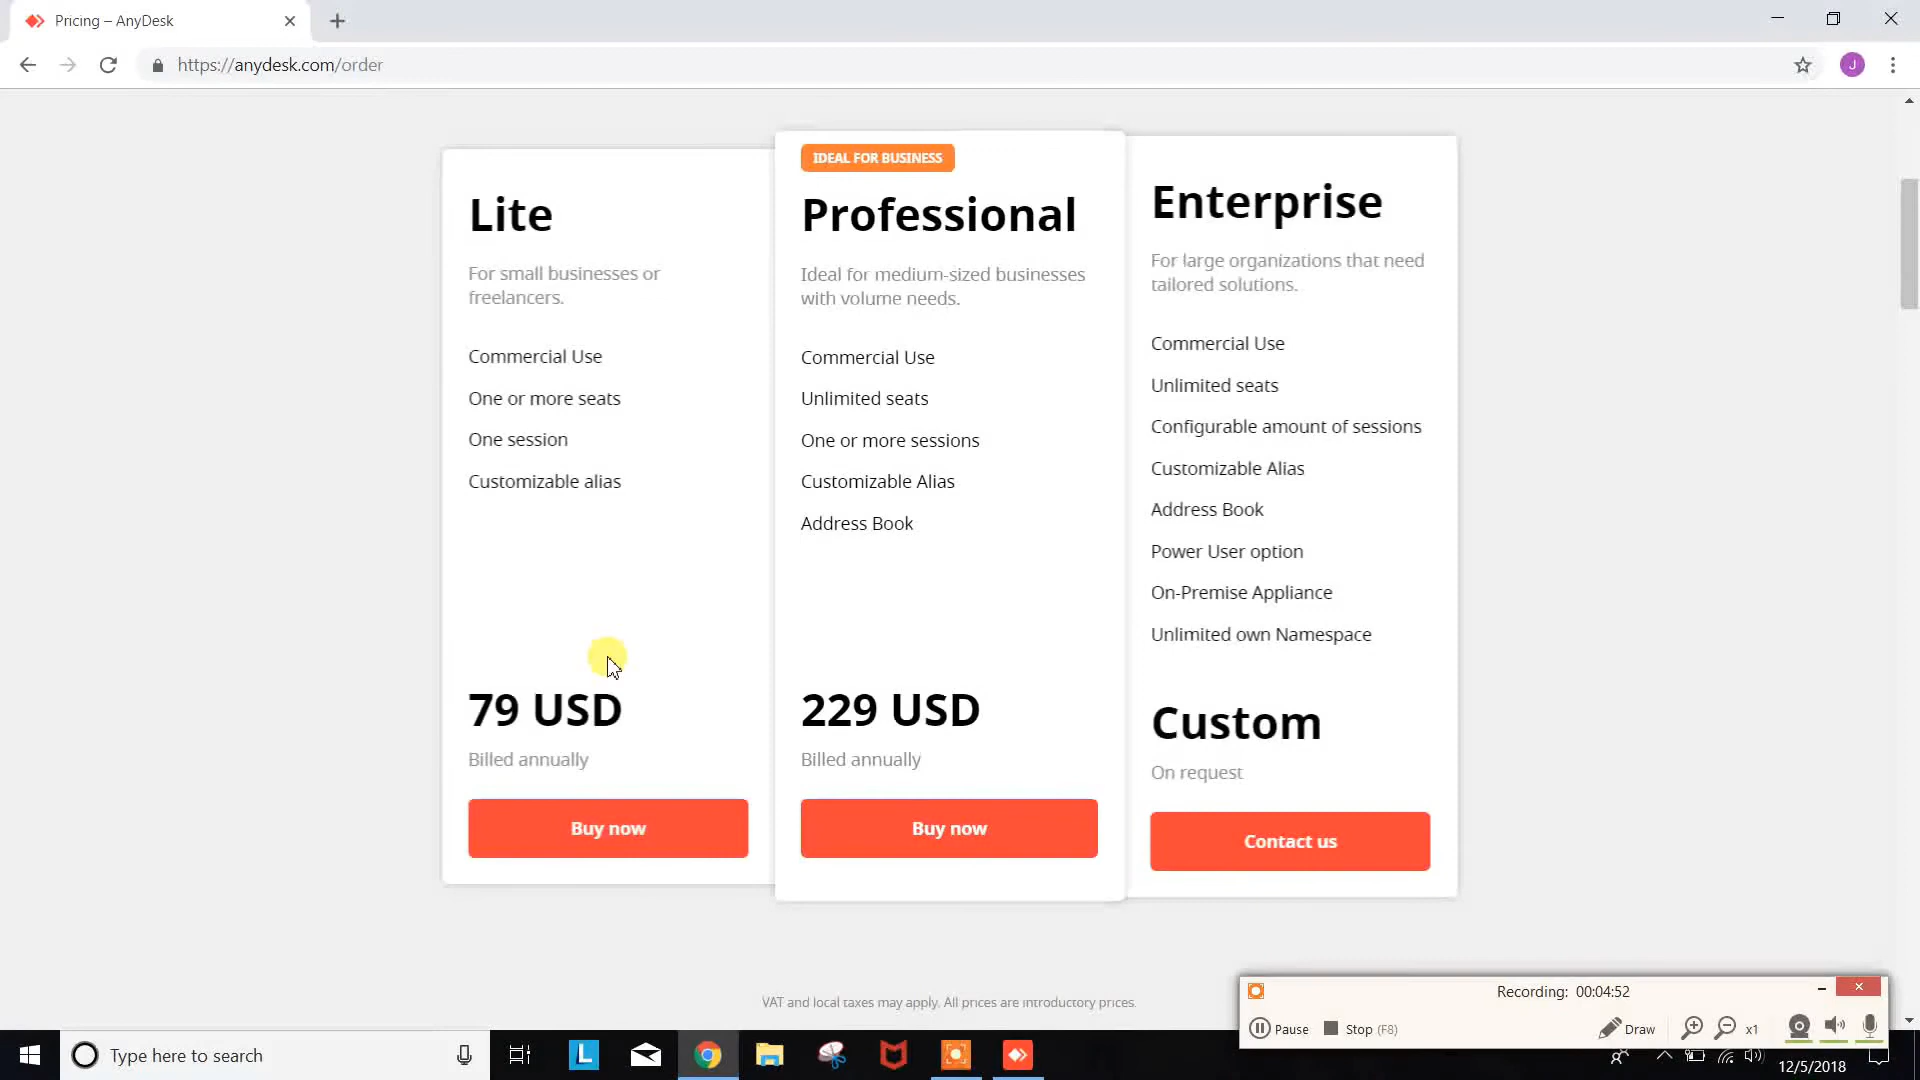 Pricing – AnyDesk
https://anydesk.com/order
J
Lite
For small businesses or
freelancers.
Commercial Use
One or more seats
One session
Customizable alias
79 USD
Billed annually
Buy now
IDEAL FOR BUSINESS
Professional
Ideal for medium-sized businesses
with volume needs.
Commercial Use
Unlimited seats
One or more sessions
Customizable Alias
Address Book
229 USD
Billed annually
Buy now
Enterprise
For large organizations that need
tailored solutions.
Commercial Use
Unlimited seats
Configurable amount of sessions
Customizable Alias
Address Book
Power User option
On-Premise Appliance
Unlimited own Namespace
Custom
On request
Contact us
VAT and local taxes may apply. All prices are introductory prices.
Recording: 00:04:52
Pause Stop (F8) Draw x1
Type here to search
L
12/5/2018